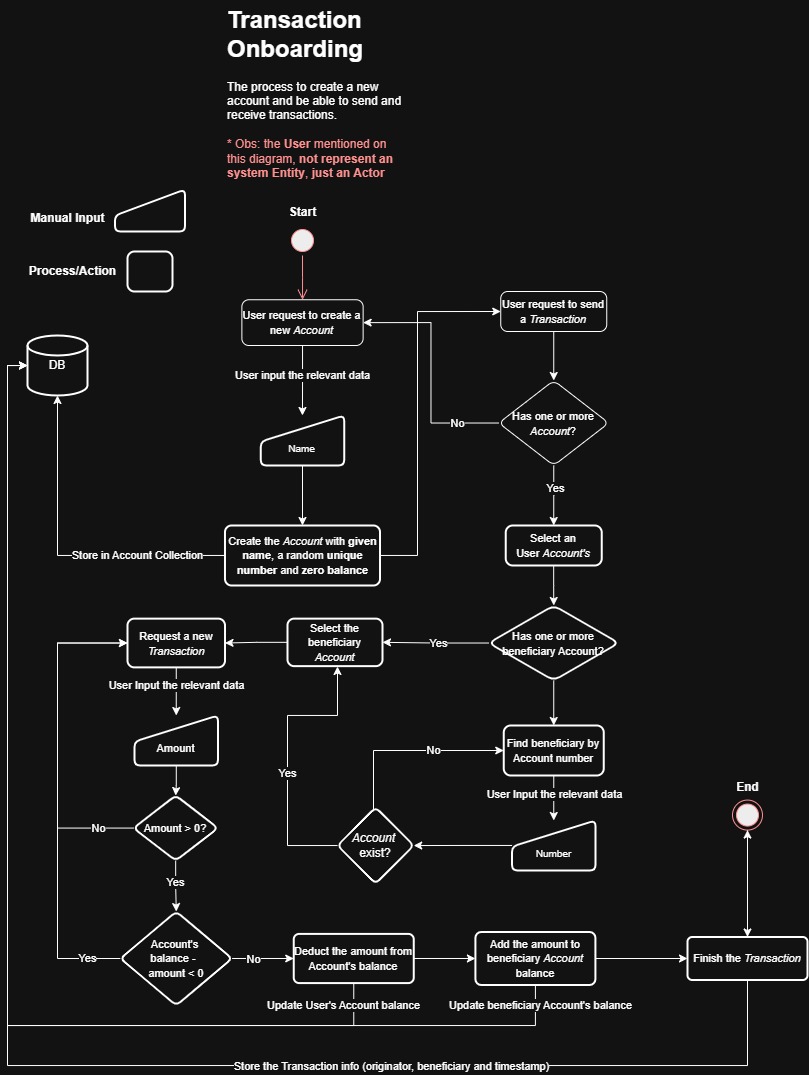 Transaction
Onboarding
The process to create a new
account and be able to send and
receive transactions.
* Obs: the User mentioned on
this diagram, not represent an
system Entity, just an Actor
Manual Input
Process/Action
Start
User request to create a
new Account
User request to send
a Transaction
DB
User input the relevant data
Name
No
Has one or more
Account?
Yes
Store in Account Collection
Create the Account with given
name, a random unique
number and zero balance
Select an
User Account's
Request a new
Transaction
Select the
beneficiary
Account
Yes
Has one or more
beneficiary Account?
User Input the relevant data
Amount
No
Find beneficiary by
Account number
Yes
User Input the relevant data
End
No
Amount > 0?
Account
exist?
Number
Yes
Yes
Account's
balance -
amount < 0
No
Deduct the amount from
Account's balance
Add the amount to
beneficiary Account
balance
Finish the Transaction
Update User's Account balance
Update beneficiary Account's balance
Store the Transaction info (originator, beneficiary and timestamp)